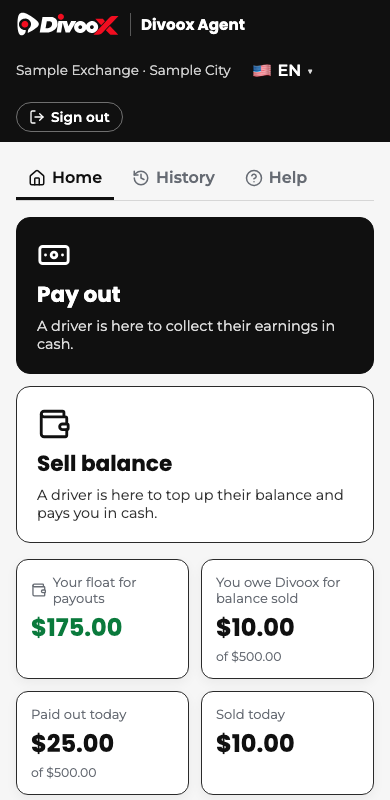 DivooX
Divoox Agent
Sample Exchange · Sample City
EN
Sign out
Home
History
Help
Pay out
A driver is here to collect their earnings in
cash.
Sell balance
A driver is here to top up their balance and
pays you in cash.
Your float for
payouts
$175.00
You owe Divoox for
balance sold
$10.00
of $500.00
Paid out today
$25.00
of $500.00
Sold today
$10.00